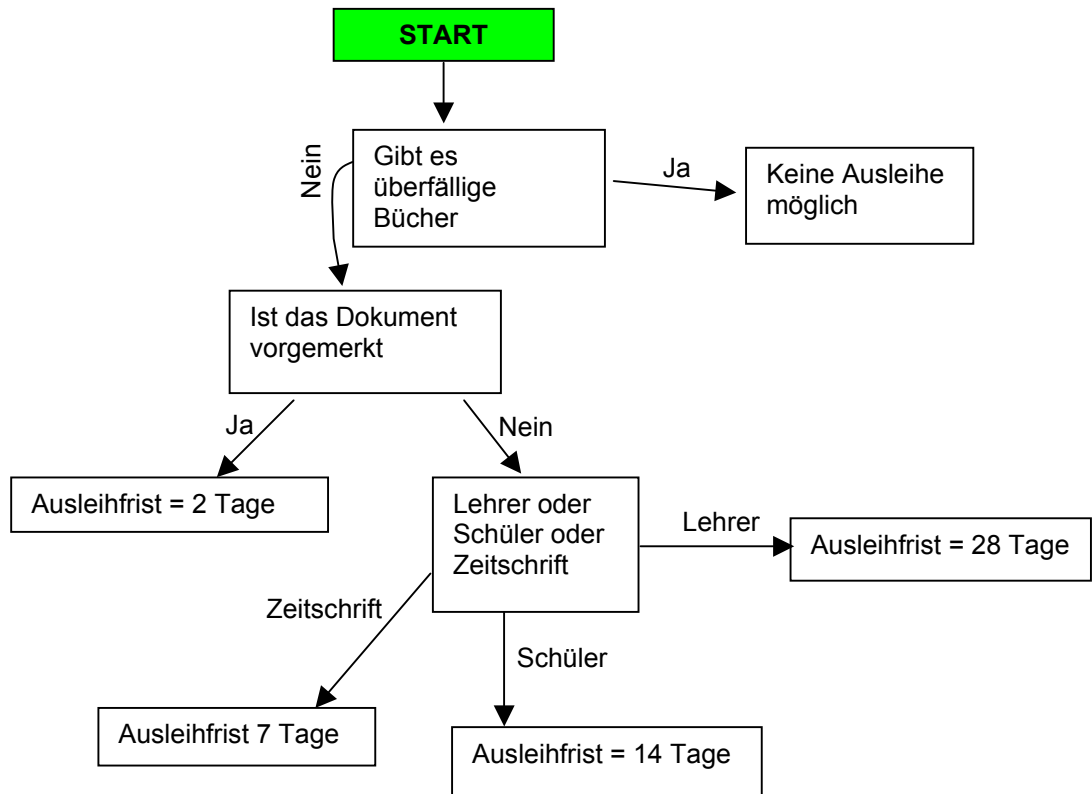 START
Gibt es
überfällige
Bücher
Nein
Ja
Keine Ausleihe
möglich
Ist das Dokument
vorgemerkt
Ja
Nein
Ausleihfrist = 2 Tage
Lehrer oder
Schüler oder
Zeitschrift
Lehrer
Ausleihfrist = 28 Tage
Zeitschrift
Schüler
Ausleihfrist 7 Tage
Ausleihfrist = 14 Tage